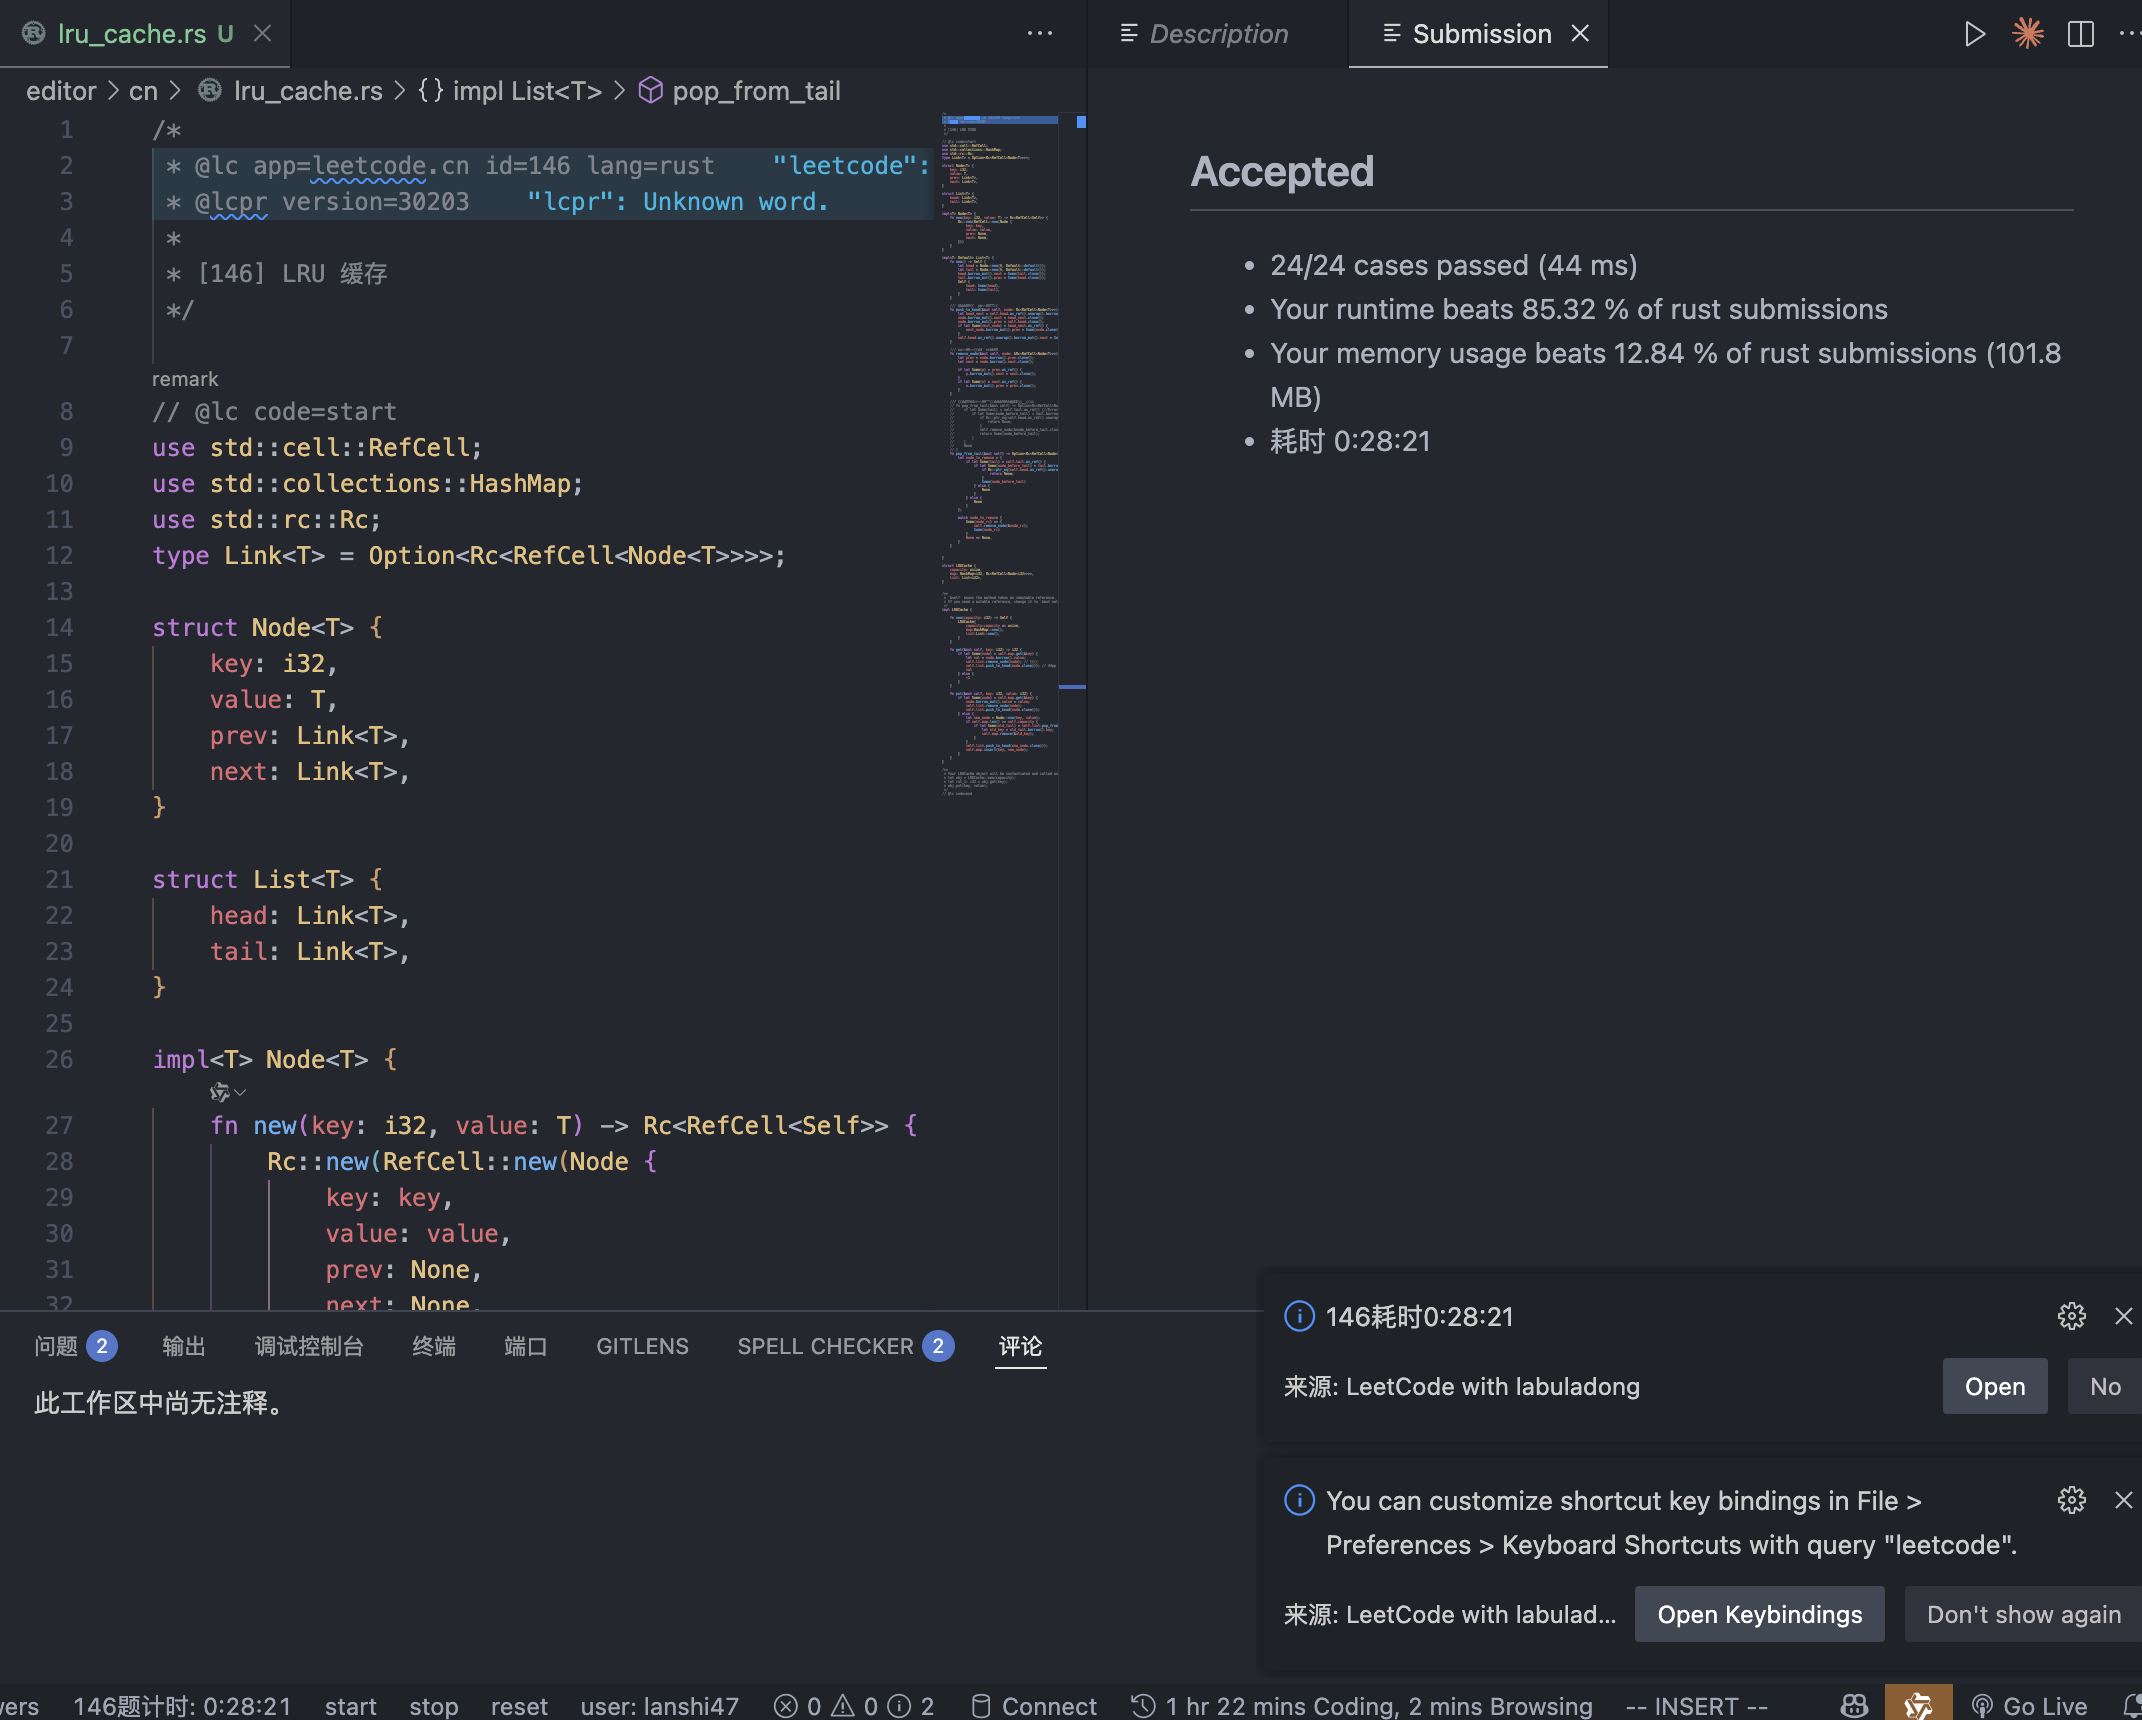 lru_cache.rs U
Description
Submission
editor > cn > lru_cache.rs > {} impl List<T> > pop_from_tail
1 /*
2 * @lc app=leetcode.cn id=146 lang=rust "leetcode":
3 * @lcpr version=30203 "lcpr": Unknown word.
4 *
5 * [146] LRU 缓存
6 */
7
remark
8 // @lc code=start
9 use std::cell::RefCell;
10 use std::collections::HashMap;
11 use std::rc::Rc;
12 type Link<T> = Option<Rc<RefCell<Node<T>>>>;
13
14 struct Node<T> {
15 key: i32,
16 value: T,
17 prev: Link<T>,
18 next: Link<T>,
19 }
20
21 struct List<T> {
22 head: Link<T>,
23 tail: Link<T>,
24 }
25
26 impl<T> Node<T> {
27 fn new(key: i32, value: T) -> Rc<RefCell<Self>> {
28 Rc::new(RefCell::new(Node {
29 key: key,
30 value: value,
31 prev: None,
32 next: None,
Accepted
• 24/24 cases passed (44 ms)
• Your runtime beats 85.32 % of rust submissions
• Your memory usage beats 12.84 % of rust submissions (101.8
MB)
• 耗时 0:28:21
问题 2 输出 调试控制台 终端 端口 GITLENS SPELL CHECKER 2 评论
此工作区中尚无注释。
146耗时0:28:21
来源: LeetCode with labuladong
Open
No
You can customize shortcut key bindings in File >
Preferences > Keyboard Shortcuts with query "leetcode".
来源: LeetCode with labulad...
Open Keybindings
Don't show again
vers 146题计时: 0:28:21 start stop reset user: lanshi47 0 0 2 Connect 1 hr 22 mins Coding, 2 mins Browsing -- INSERT -- Go Live